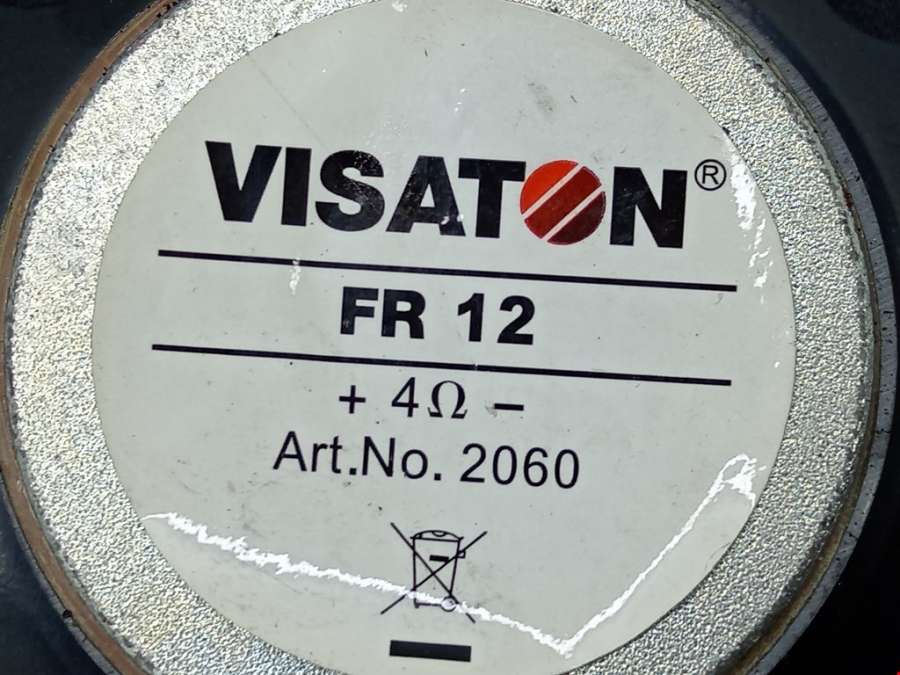 VISATON®
FR 12
+ 4Ω –
Art.No. 2060